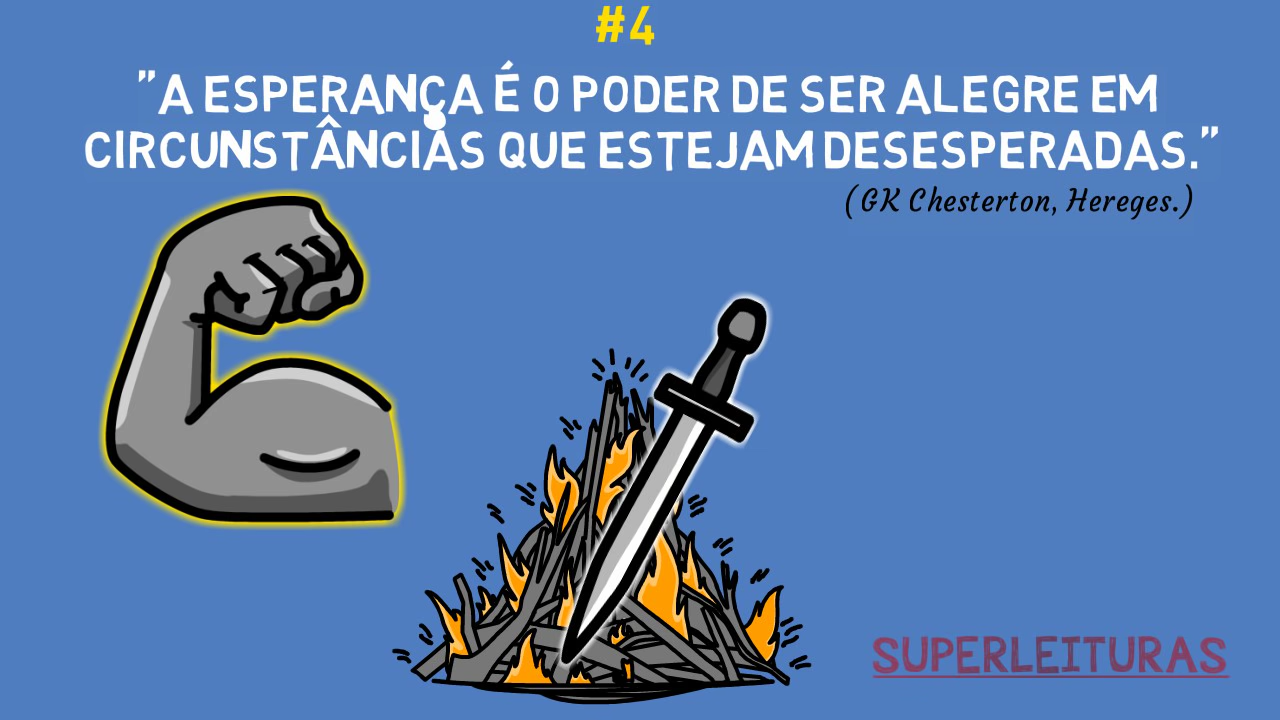 #4
"A ESPERANÇA É O PODER DE SER ALEGRE EM
CIRCUNSTÂNCIAS QUE ESTEJAM DESESPERADAS."
(GK Chesterton, Hereges.)
SUPERLEITURAS